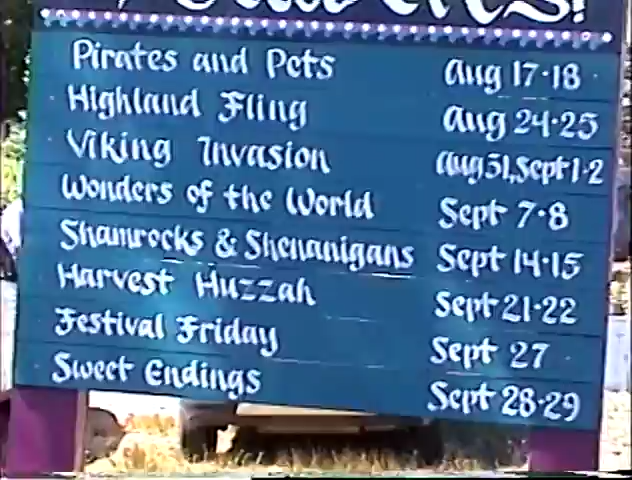 Pirates and Pets Aug 17·18
Highland Fling Aug 24·25
Viking Invasion Aug 31, Sept 1·2
Wonders of the World Sept 7·8
Shamrocks & Shenanigans Sept 14·15
Harvest Huzzah Sept 21·22
Festival Friday Sept 27
Sweet Endings Sept 28·29